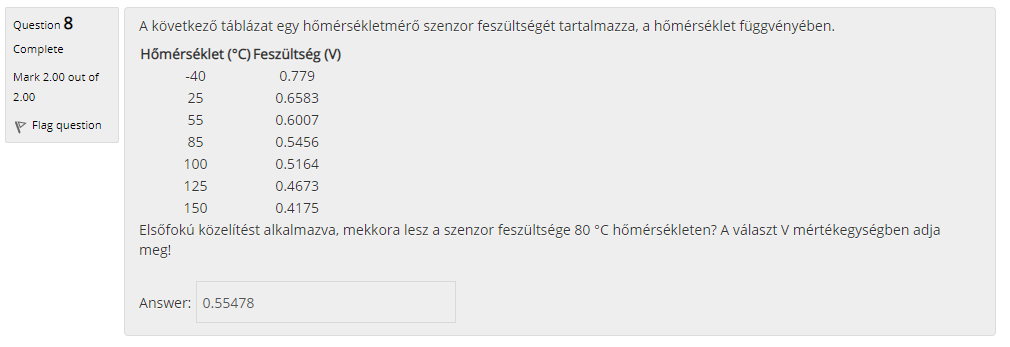 Question 8
Complete
Mark 2.00 out of
2.00
Flag question
A következő táblázat egy hőmérsékletmérő szenzor feszültségét tartalmazza, a hőmérséklet függvényében.
Hőmérséklet (°C) Feszültség (V)
-40 0.779
25 0.6583
55 0.6007
85 0.5456
100 0.5164
125 0.4673
150 0.4175
Elsőfokú közelítést alkalmazva, mekkora lesz a szenzor feszültsége 80 °C hőmérsékleten? A választ V mértékegységben adja
meg!
Answer: 0.55478